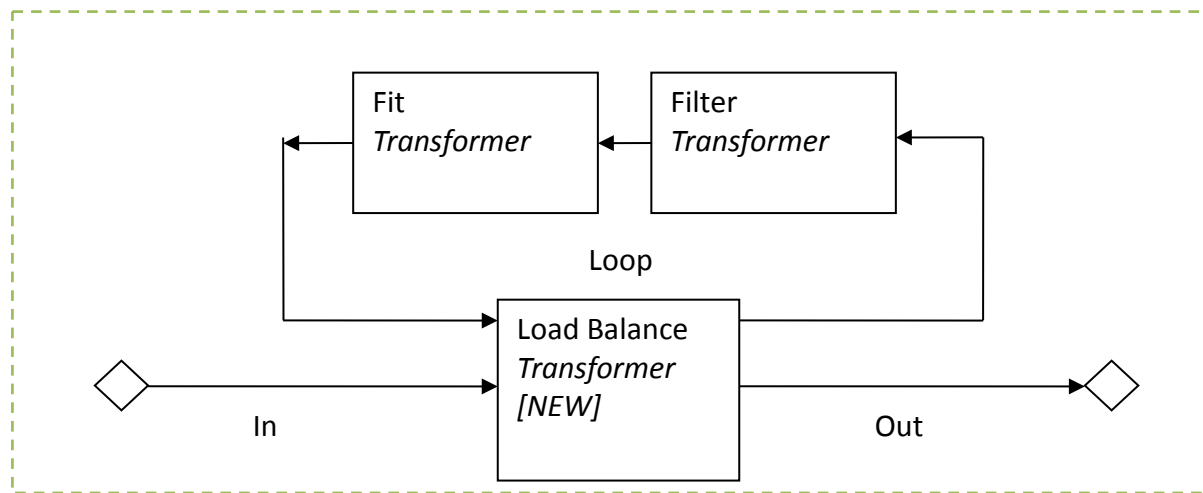 Fit
Transformer
Filter
Transformer
Loop
Load Balance
Transformer
[NEW]
In
Out